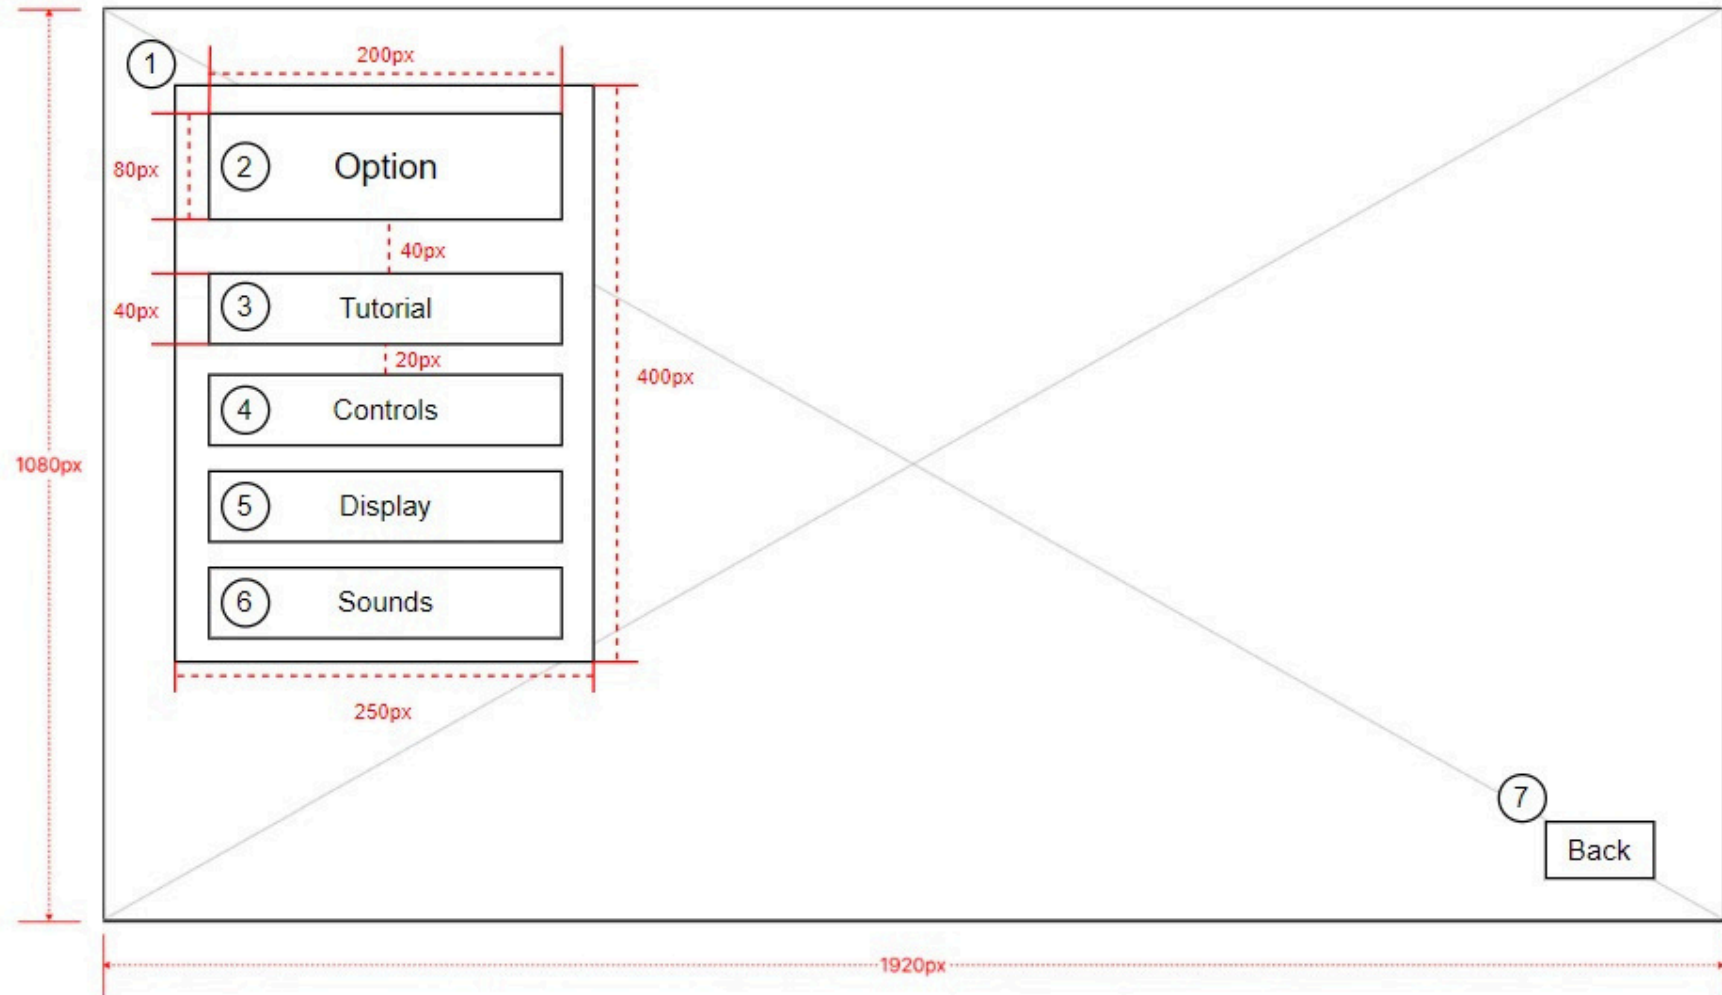 200px
1
80px
2
Option
40px
40px
3
Tutorial
20px
400px
4
Controls
1080px
5
Display
6
Sounds
250px
7
Back
1920px